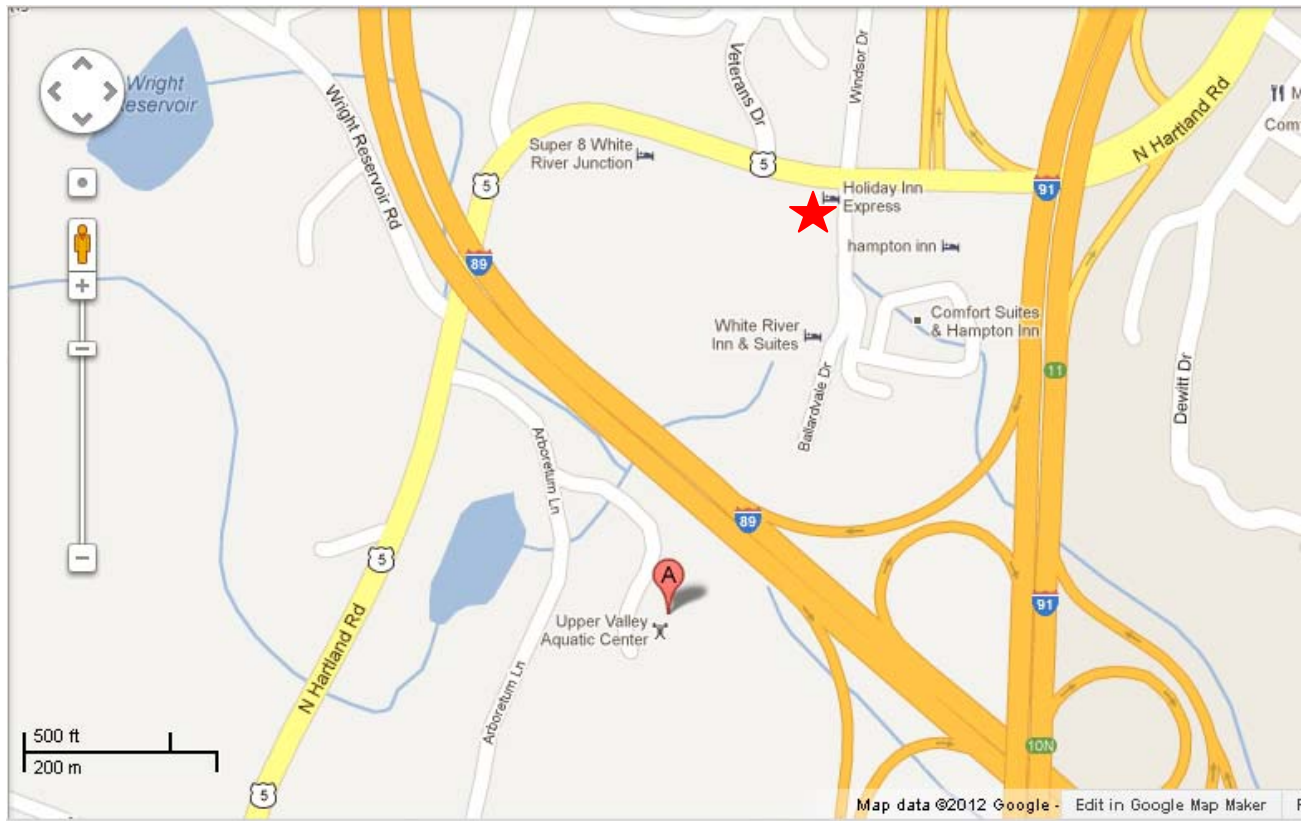 Wright
Reservoir
Wright Reservoir Rd
Veterans Dr
Windsor Dr
N Hartland Rd
Super 8 White
River Junction
5
5
91
Holiday Inn
Express
hampton inn
89
White River
Inn & Suites
Comfort Suites
& Hampton Inn
11
Ballardvale Dr
Dewitt Dr
Arboretum Ln
89
5
A
91
Upper Valley
Aquatic Center
N Hartland Rd
Arboretum Ln
500 ft
200 m
10N
5
Map data ©2012 Google - Edit in Google Map Maker